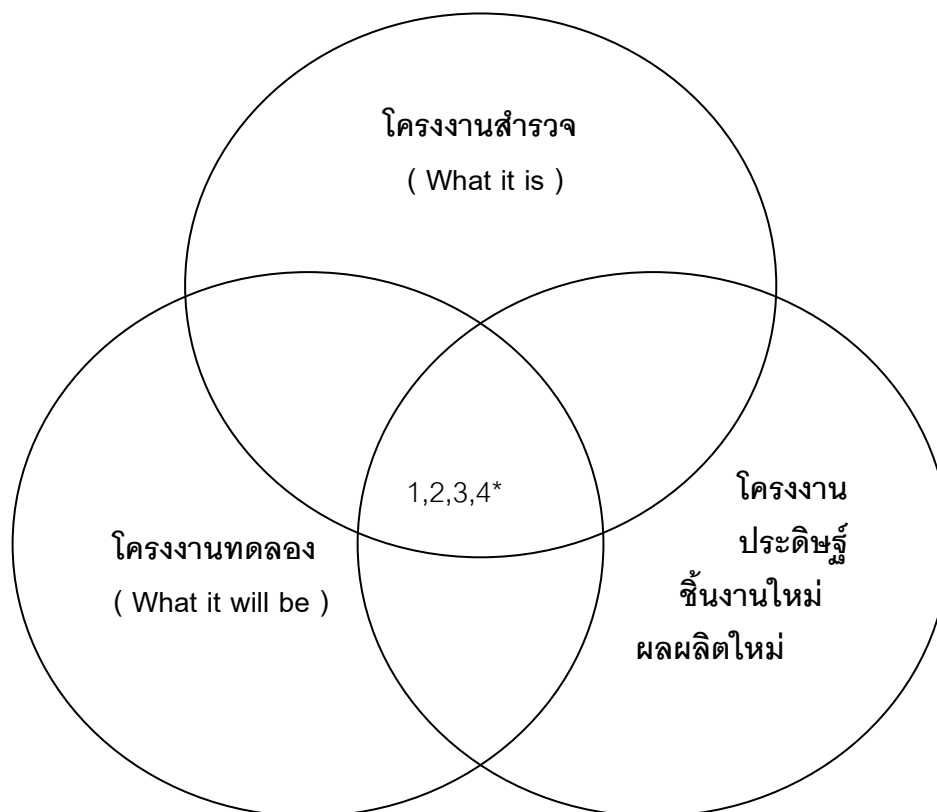 โครงงานสำรวจ
( What it is )
1,2,3,4*
โครงงานทดลอง
( What it will be )
โครงงาน
ประดิษฐ์
ชิ้นงานใหม่
ผลผลิตใหม่